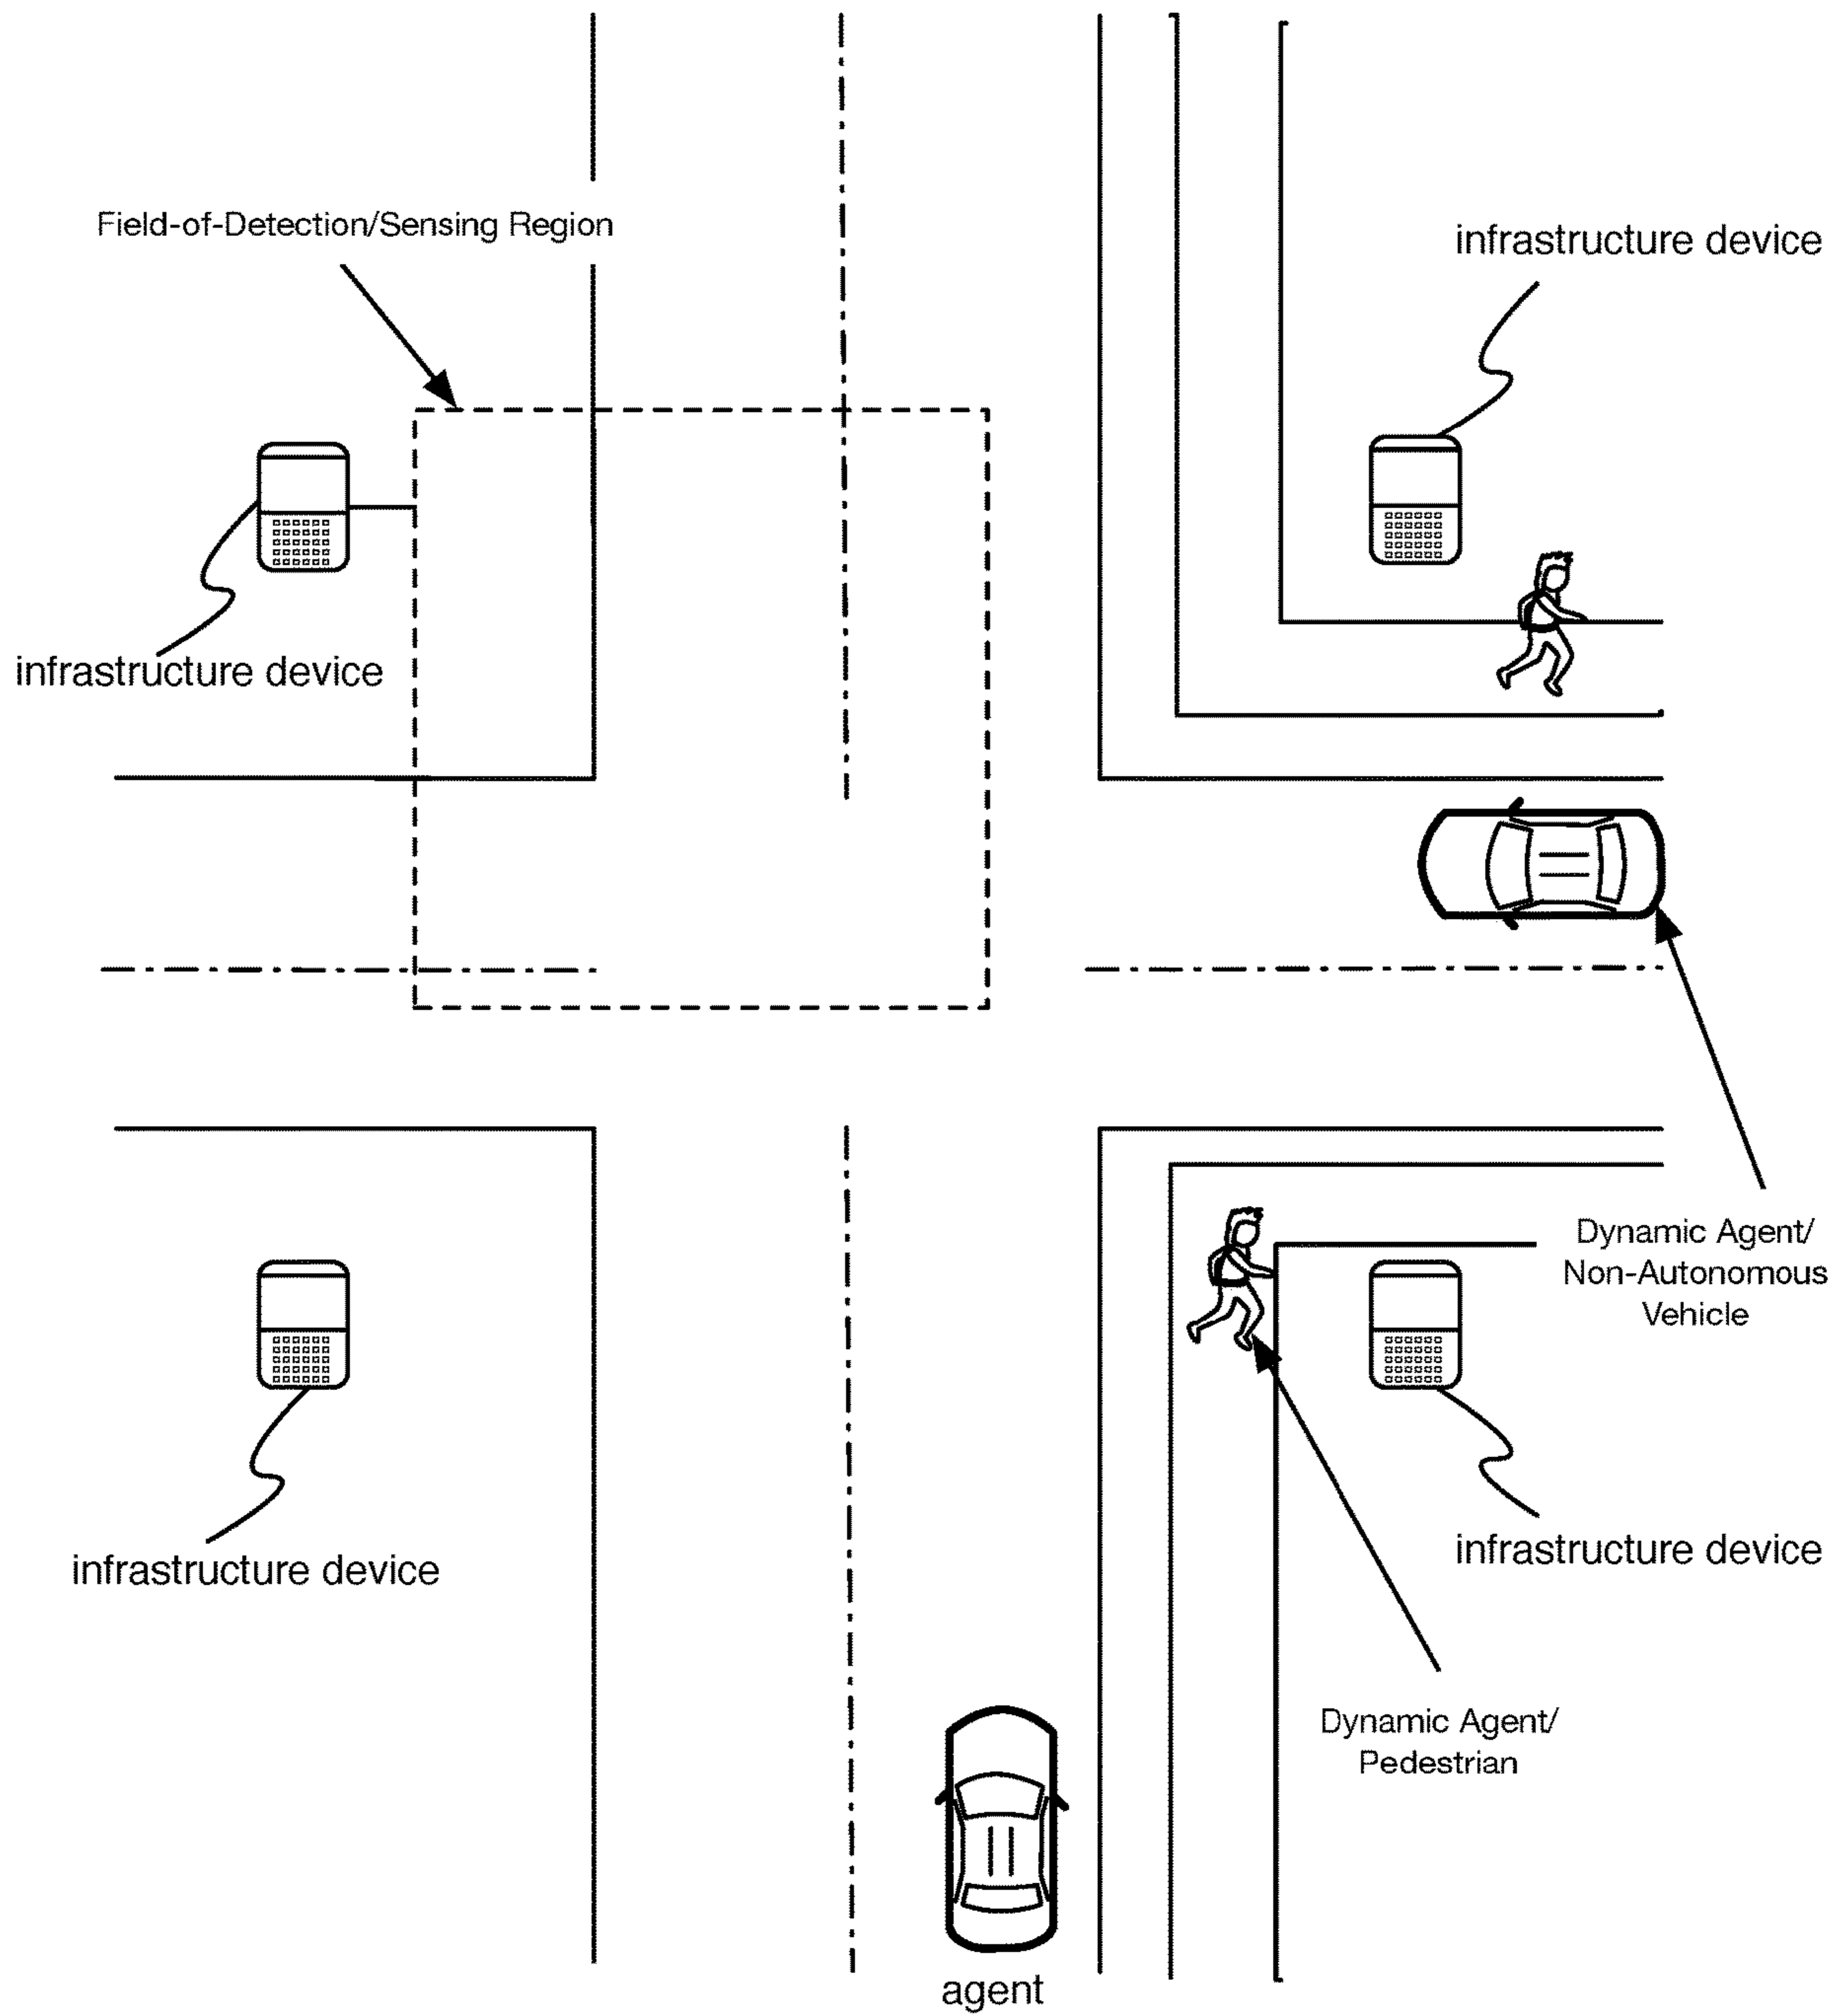 Field-of-Detection/Sensing Region
infrastructure device
infrastructure device
Dynamic Agent/
Non-Autonomous
Vehicle
infrastructure device
infrastructure device
Dynamic Agent/
Pedestrian
agent